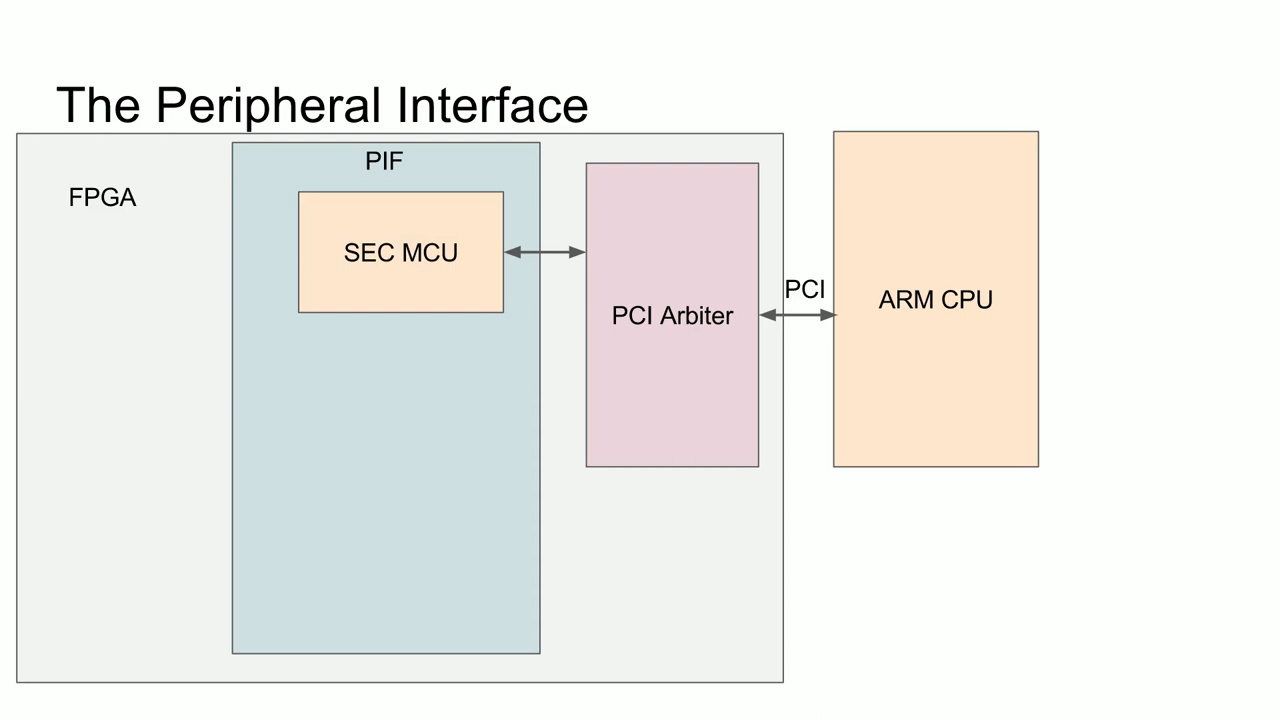 The Peripheral Interface
PIF
FPGA
SEC MCU
PCI
ARM CPU
PCI Arbiter